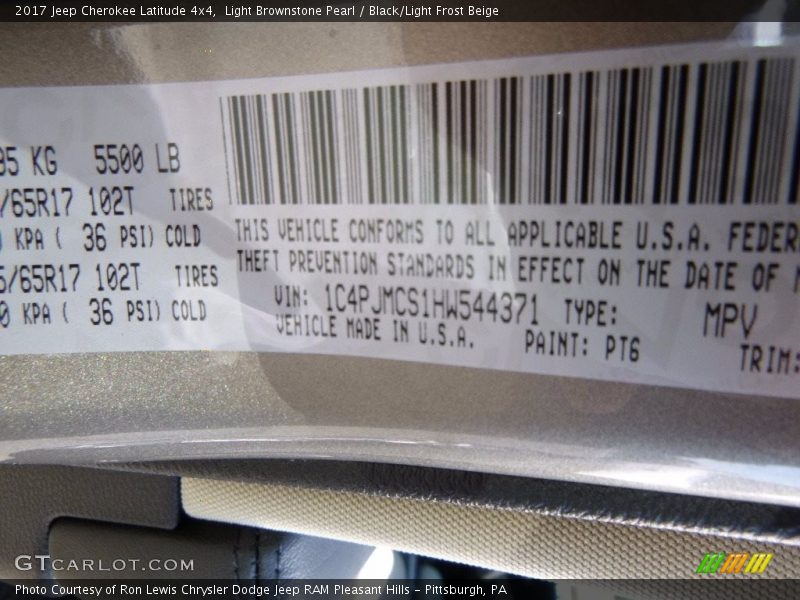 2017 Jeep Cherokee Latitude 4x4,  Light Brownstone Pearl / Black/Light Frost Beige
95 KG 5500 LB
/65R17 102T TIRES
KPA ( 36 PSI) COLD
5/65R17 102T TIRES
0 KPA ( 36 PSI) COLD
THIS VEHICLE CONFORMS TO ALL APPLICABLE U.S.A. FEDER
THEFT PREVENTION STANDARDS IN EFFECT ON THE DATE OF
VIN: 1C4PJMCS1HW544371 TYPE: MPV
VEHICLE MADE IN U.S.A. PAINT: PT6
TRIM:
GTCARLOT.COM
Photo Courtesy of Ron Lewis Chrysler Dodge Jeep RAM Pleasant Hills – Pittsburgh, PA